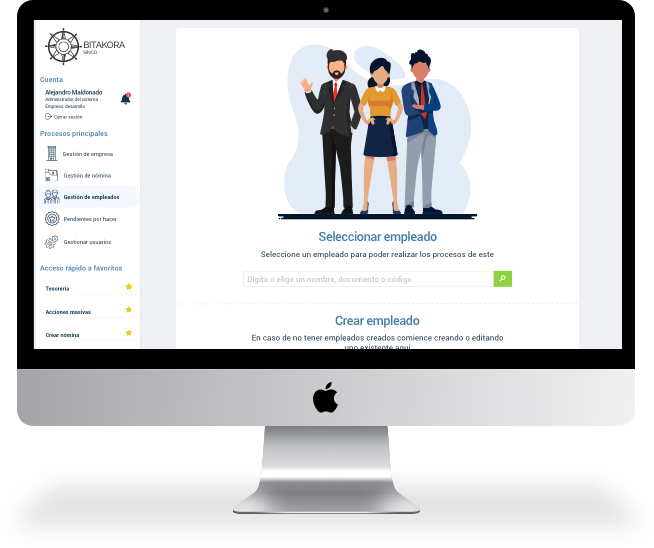 BITAKORA
SINCO
Cuenta
Alejandro Maldonado
Administrador del sistema
Empresa: desarrollo
Cerrar sesión
Procesos principales
Gestión de empresa
Gestión de nómina
Gestión de empleados
Pendientes por hacer
Gestionar usuarios
Acceso rápido a favoritos
Tesorería
Acciones masivas
Crear nómina
Seleccionar empleado
Seleccione un empleado para poder realizar los procesos de este
Digita o elige un nombre, documento o código
Crear empleado
En caso de no tener empleados creados comience creando o editando
uno existente aquí